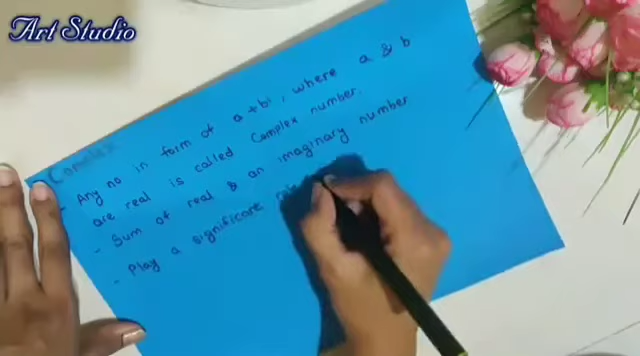 Art Studio
Complex
- Any no in form of a + bi, where a & b
are real is called Complex number.
- Sum of real & an imaginary number
- Play a significare